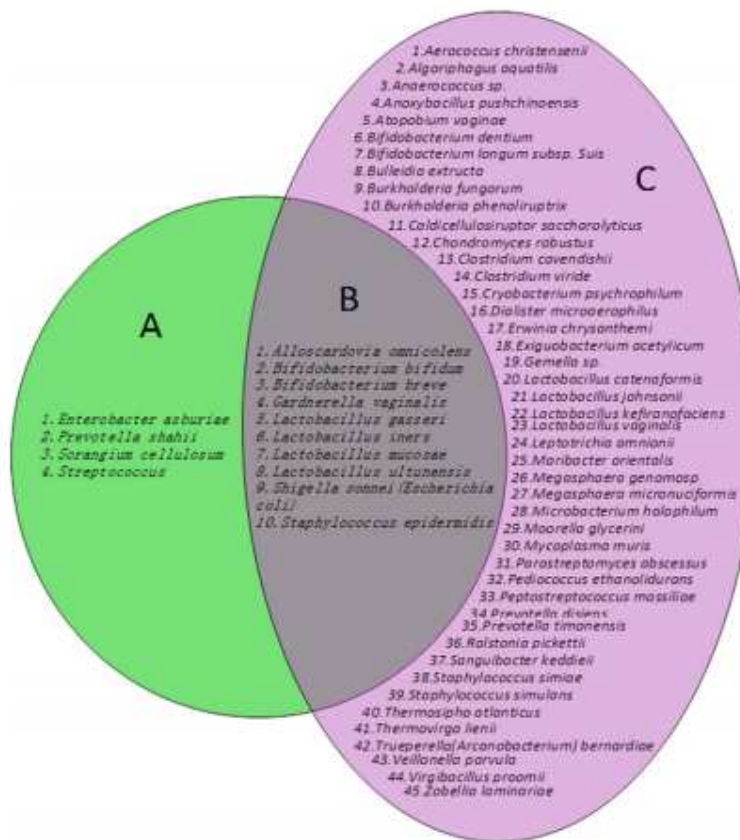 1.Aerococcus christensenii
2.Algoriphagus aquatilis
3.Anaerococcus sp.
4.Anoxybacillus pushchinoensis
5.Atopobium vaginae
6.Bifidobacterium dentium
7.Bifidobacterium longum subsp. Suis
8.Bulleidia extructa
9.Burkholderia fungorum
10.Burkholderia phenoliruptrix
11.Caldicellulosiruptor saccharolyticus
12.Chondromyces robustus
13.Clostridium cavendishii
14.Clostridium viride
15.Cryobacterium psychrophilum
16.Dialister microaerophilus
17.Erwinia chrysanthemi
18.Exiguobacterium acetylicum
19.Gemella sp.
20.Lactobacillus catenaformis
21.Lactobacillus johnsonii
22.Lactobacillus kefiranofaciens
23.Lactobacillus vaginalis
24.Leptotrichia amnionii
25.Maribacter orientalis
26.Megasphaera genomosp
27.Megasphaera micronuciformis
28.Microbacterium halophilum
29.Moorella glycerini
30.Mycoplasma muris
31.Parastreptomyces abscessus
32.Pediococcus ethanolidurans
33.Peptostreptococcus massiliae
34.Prevotella disiens
35.Prevotella timonensis
36.Ralstonia pickettii
37.Sanguibacter keddieii
38.Staphylococcus simiae
39.Staphylococcus simulans
40.Thermosipho atlanticus
41.Thermovirga lienii
42.Trueperella(Arcanobacterium) bernardiae
43.Veillonella parvula
44.Virgibacillus proomii
45.Zobellia laminariae
C
B
1.Alloscardovia omnicolens
2.Bifidobacterium bifidum
3.Bifidobacterium breve
4.Gardnerella vaginalis
5.Lactobacillus gasseri
6.Lactobacillus iners
7.Lactobacillus mucosae
8.Lactobacillus ultunensis
9.Shigella sonnei(Escherichia
coli)
10.Staphylococcus epidermidis
A
1.Enterobacter asburiae
2.Prevotella shahii
3.Sorangium cellulosum
4.Streptococcus